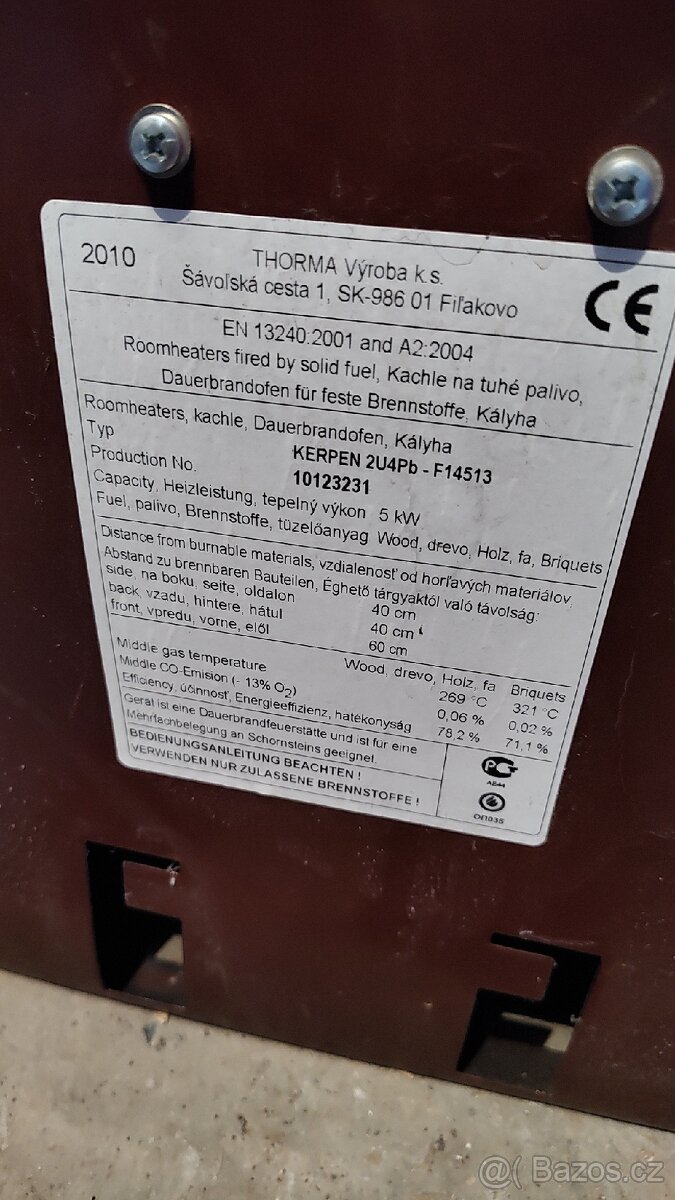 2010
THORMA Výroba k.s.
Šávoľská cesta 1, SK-986 01 Fiľakovo
CE
EN 13240:2001 and A2:2004
Roomheaters fired by solid fuel, Kachle na tuhé palivo,
Dauerbrandofen für feste Brennstoffe, Kályha
Roomheaters, kachle, Dauerbrandofen, Kályha
Typ KERPEN 2U4Pb - F14513
Production No. 10123231
Capacity, Heizleistung, tepelný výkon 5 kW
Fuel, palivo, Brennstoffe, tüzelőanyag Wood, drevo, Holz, fa, Briquets
Distance from burnable materials, vzdialenosť od horľavých materiálov,
Abstand zu brennbaren Bauteilen, Éghető tárgyaktól való távolság:
side, na boku, seite, oldalon 40 cm
back, vzadu, hintere, hátul 40 cm
front, vpredu, vorne, elől 60 cm
Wood, drevo, Holz, fa Briquets
Middle gas temperature 269 °C 321 °C
Middle CO-Emision (- 13% O2) 0,06 % 0,02 %
Efficiency, účinnosť, Energieeffizienz, hatékonyság 78,2 % 71,1 %
Gerät ist eine Dauerbrandfeuerstätte und ist für eine
Mehrfachbelegung an Schornsteins geeignet.
BEDIENUNGSANLEITUNG BEACHTEN !
VERWENDEN NUR ZULASSENE BRENNSTOFFE !
Bazos.cz